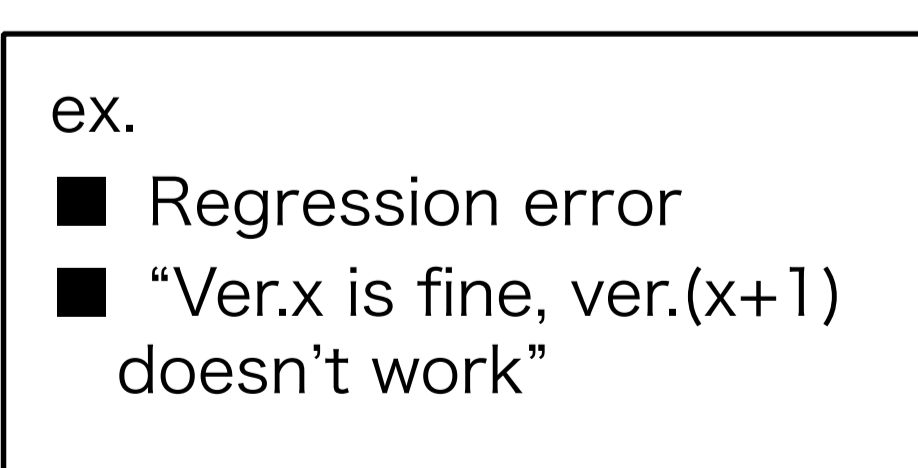 ex.
■ Regression error
■ “Ver.x is fine, ver.(x+1)
doesn’t work”